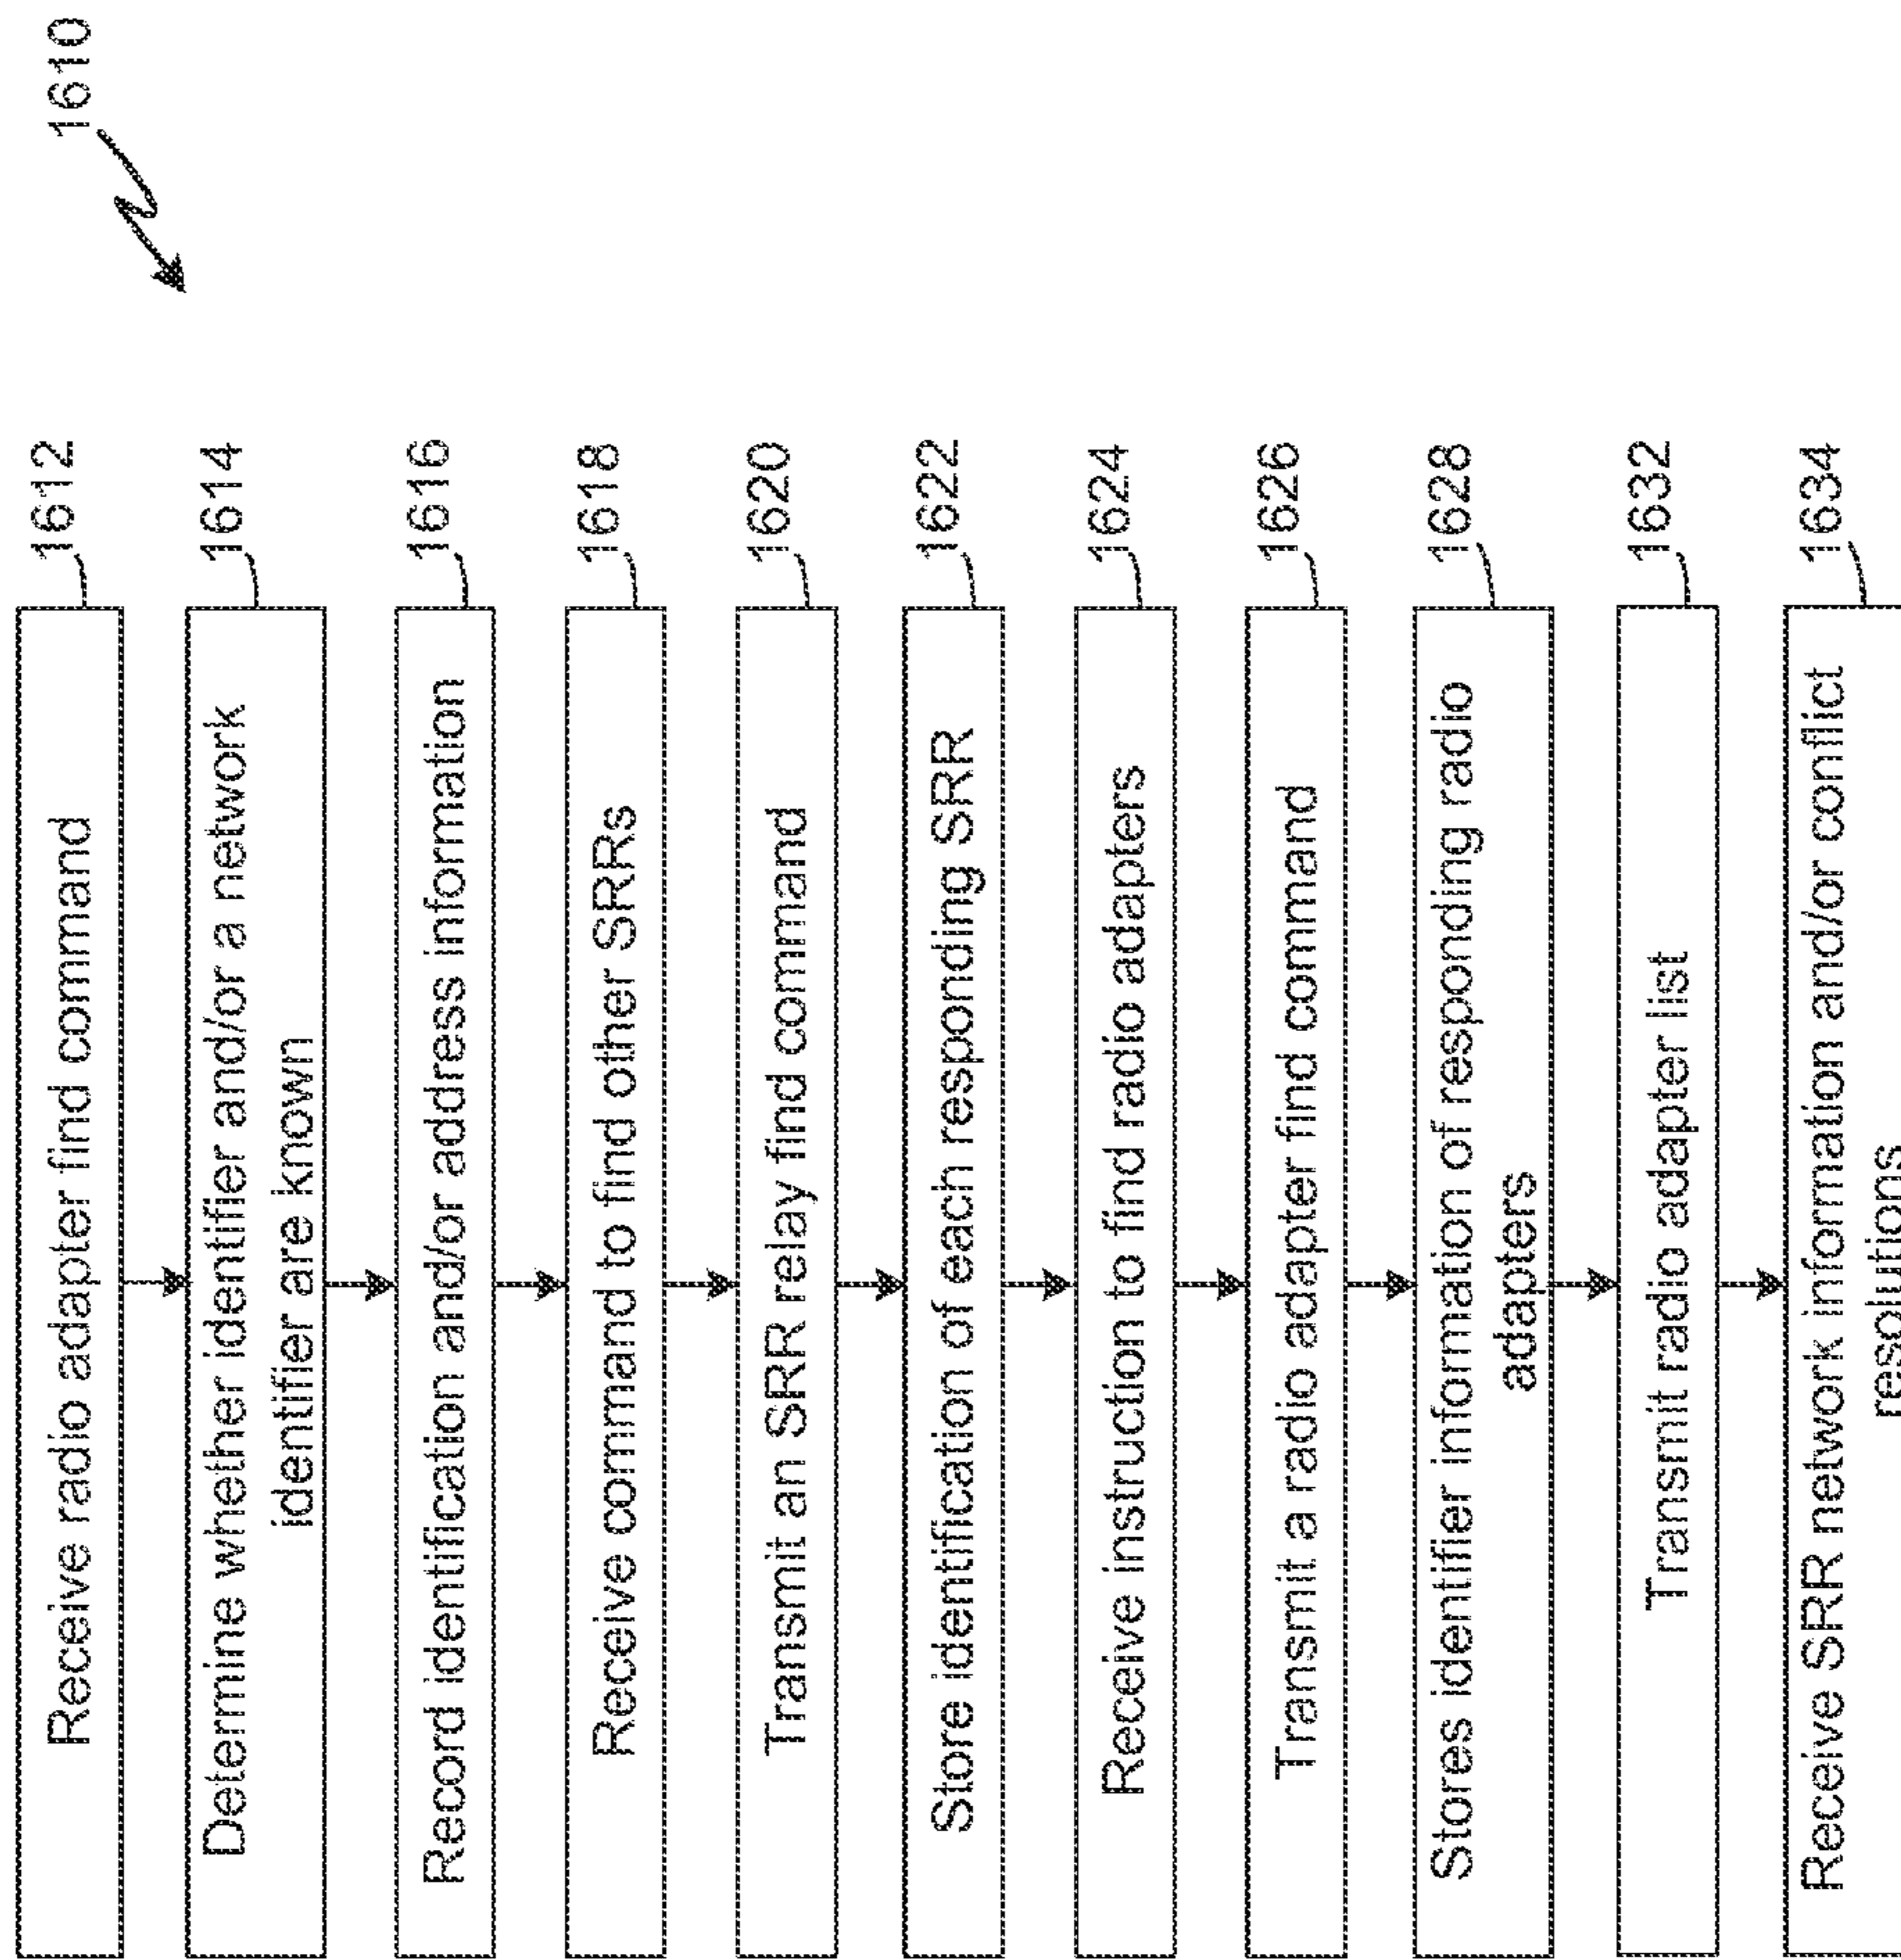 1610
Receive radio adapter find command
1612
Determine whether identifier and/or a network
identifier are known
1614
Record identification and/or address information
1616
Receive command to find other SRRs
1618
Transmit an SRR relay find command
1620
Store identification of each responding SRR
1622
Receive instruction to find radio adapters
1624
Transmit a radio adapter find command
1626
Stores identifier information of responding radio
adapters
1628
Transmit radio adapter list
1632
Receive SRR network information and/or conflict
resolutions
1634